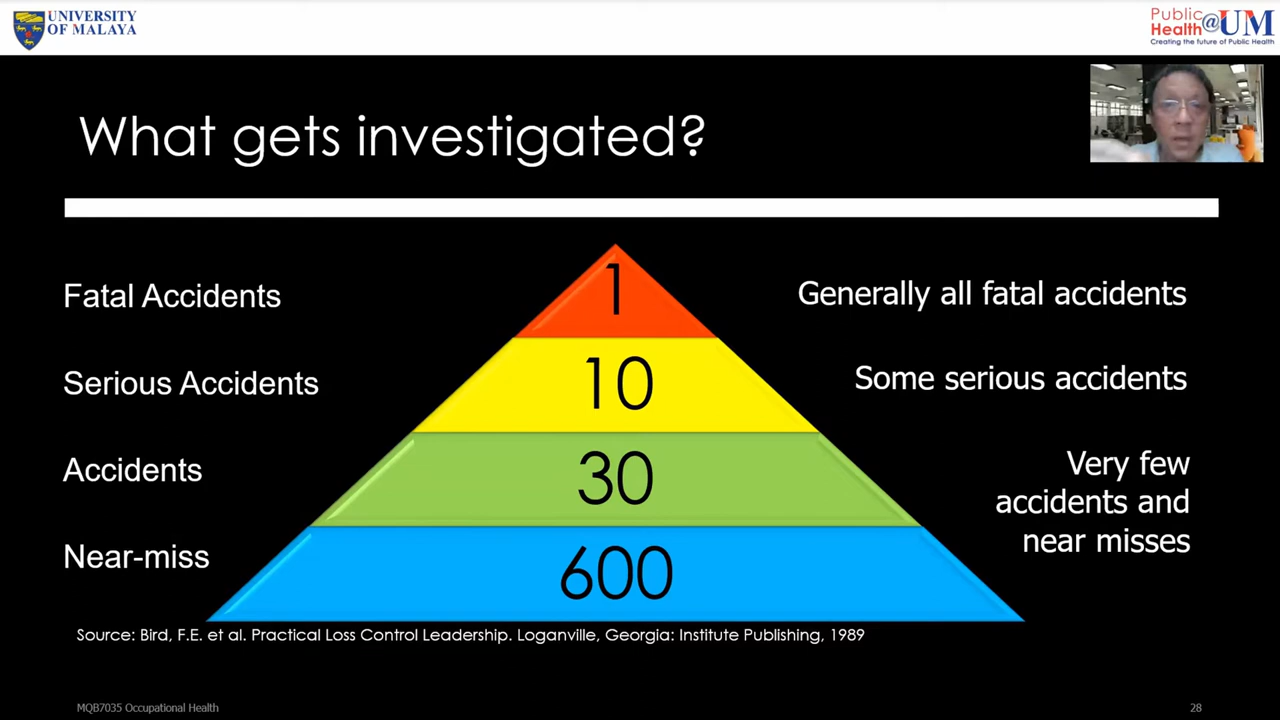 UNIVERSITY
OF MALAYA
Public
Health@UM
Creating the future of Public Health
What gets investigated?
Fatal Accidents
1
Generally all fatal accidents
Serious Accidents
10
Some serious accidents
Accidents
30
Very few
accidents and
near misses
Near-miss
600
Source: Bird, F.E. et al. Practical Loss Control Leadership. Loganville, Georgia: Institute Publishing, 1989
MQB7035 Occupational Health
28